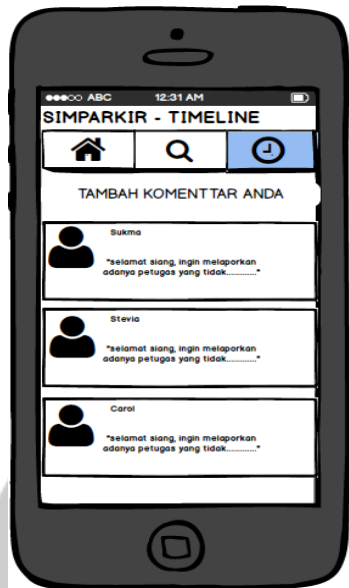 ABC 12:31 AM
SIMPARKIR - TIMELINE
TAMBAH KOMENTTAR ANDA
Sukma
"selamat siang, ingin melaporkan
adanya petugas yang tidak............."
Stevia
"selamat siang, ingin melaporkan
adanya petugas yang tidak............."
Carol
"selamat siang, ingin melaporkan
adanya petugas yang tidak............."